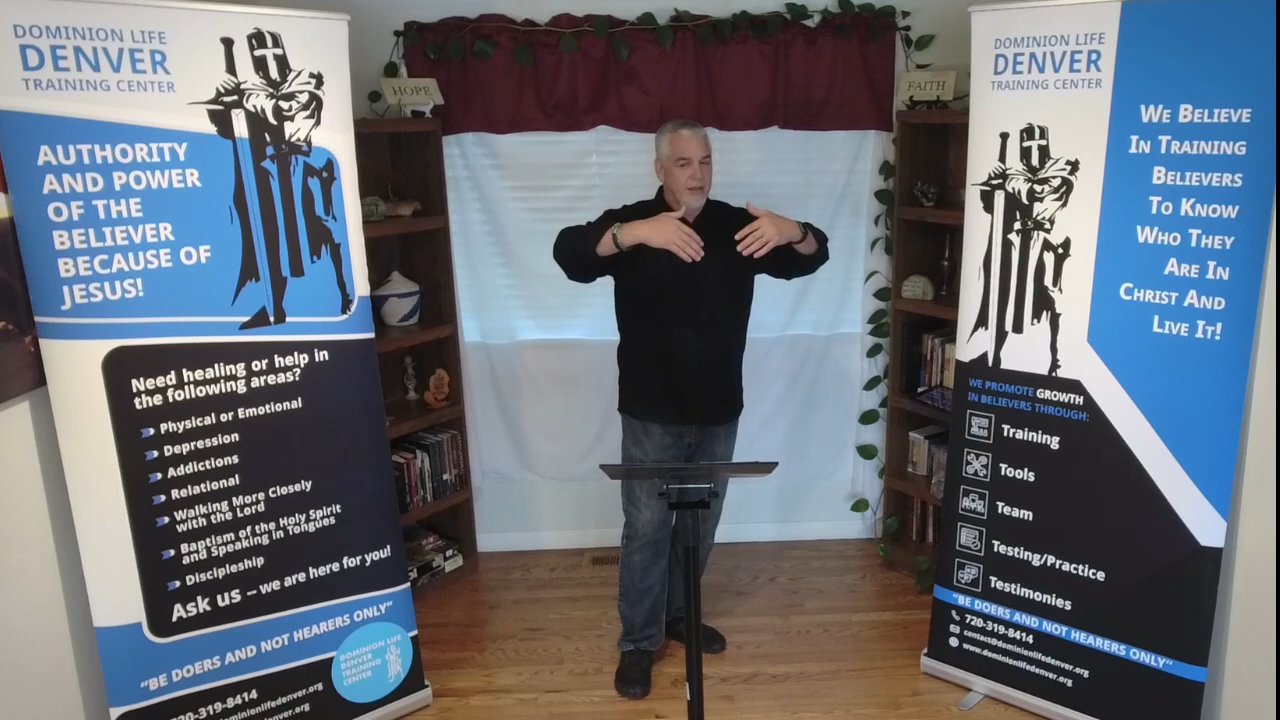 DOMINION LIFE
DENVER
TRAINING CENTER
AUTHORITY
AND POWER
OF THE
BELIEVER
BECAUSE OF
JESUS!
Need healing or help in
the following areas?
Physical or Emotional
Depression
Addictions
Relational
Walking More Closely
with the Lord
Baptism of the Holy Spirit
and Speaking in Tongues
Discipleship
Ask us – we are here for you!
"BE DOERS AND NOT HEARERS ONLY"
DOMINION LIFE
DENVER
TRAINING
CENTER
720-319-8414
dominionlifedenver.org
HOPE
FAITH
DOMINION LIFE
DENVER
TRAINING CENTER
We Believe
In Training
Believers
To Know
Who They
Are In
Christ And
Live It!
WE PROMOTE GROWTH
IN BELIEVERS THROUGH:
Training
Tools
Team
Testing/Practice
Testimonies
"BE DOERS AND NOT HEARERS ONLY"
720-319-8414
contact@dominionlifedenver.org
www.dominionlifedenver.org